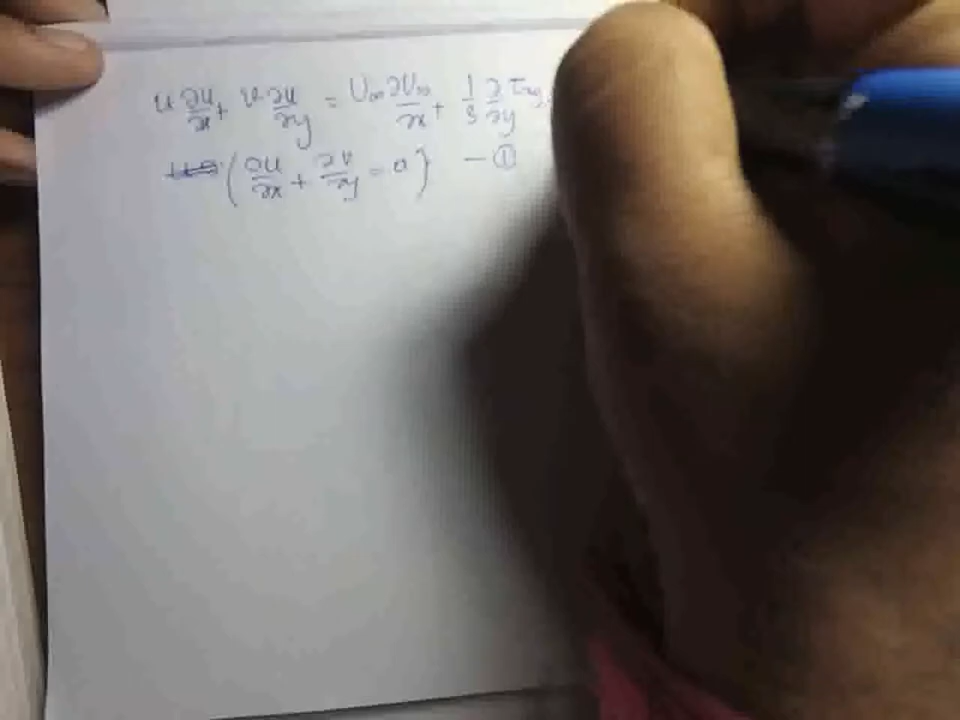 u ∂u/∂x + v ∂u/∂y = U∞ ∂U∞/∂x + 1/ρ ∂/∂y τxy
(∂u/∂x + ∂v/∂y = 0) — ①